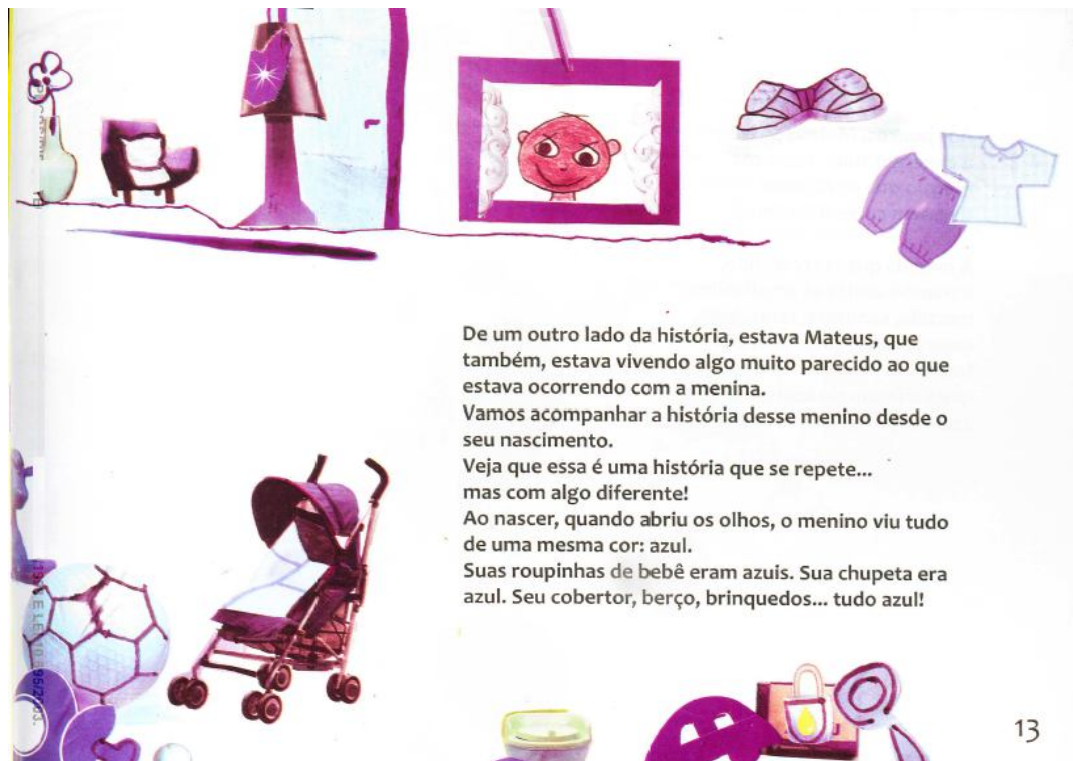 De um outro lado da história, estava Mateus, que
também, estava vivendo algo muito parecido ao que
estava ocorrendo com a menina.
Vamos acompanhar a história desse menino desde o
seu nascimento.
Veja que essa é uma história que se repete...
mas com algo diferente!
Ao nascer, quando abriu os olhos, o menino viu tudo
de uma mesma cor: azul.
Suas roupinhas de bebê eram azuis. Sua chupeta era
azul. Seu cobertor, berço, brinquedos... tudo azul!
13